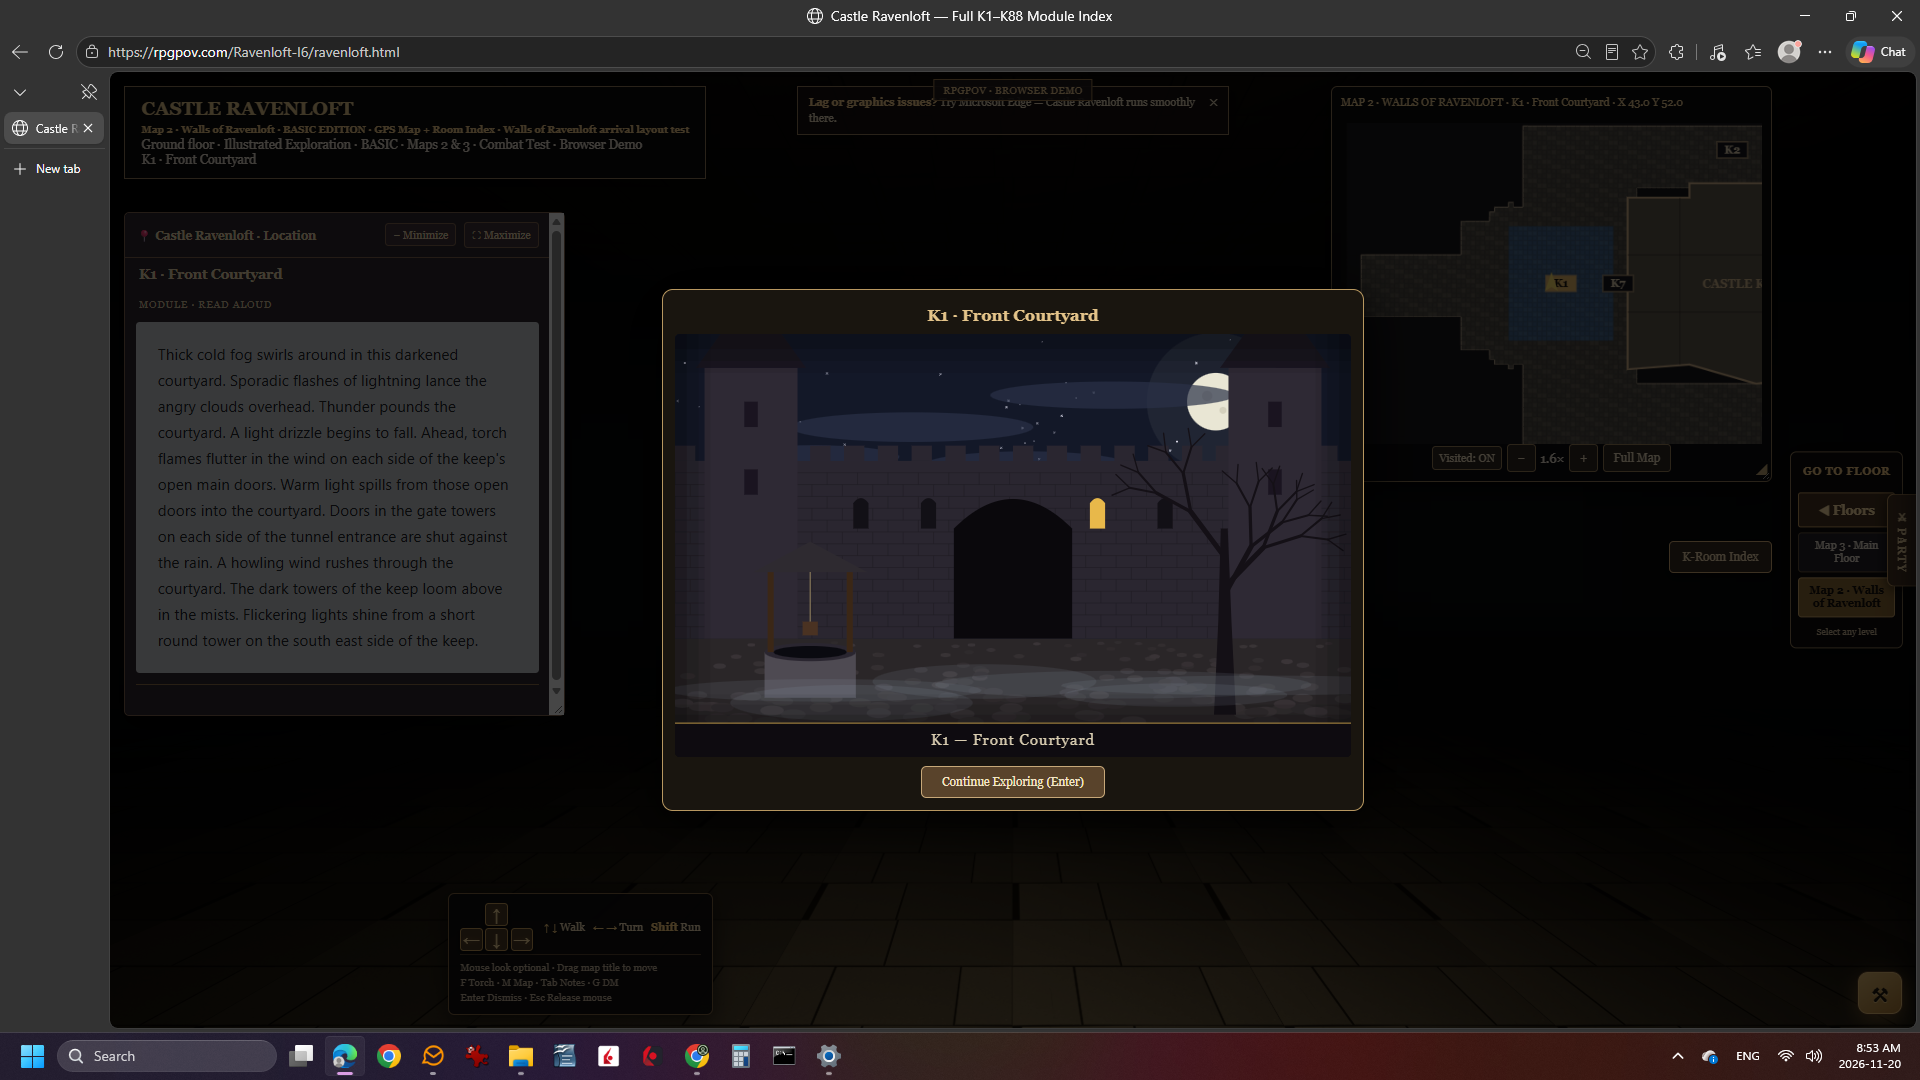 Castle Ravenloft — Full K1–K88 Module Index
https://rpgpov.com/Ravenloft-I6/ravenloft.html
Chat
Castle R
New tab
CASTLE RAVENLOFT
Map 2 · Walls of Ravenloft · BASIC EDITION · GPS Map + Room Index · Walls of Ravenloft arrival layout test
Ground floor · Illustrated Exploration · BASIC · Maps 2 & 3 · Combat Test · Browser Demo
K1 · Front Courtyard
RPGPOV · BROWSER DEMO
Lag or graphics issues? Try Microsoft Edge — Castle Ravenloft runs smoothly
there.
MAP 2 · WALLS OF RAVENLOFT · K1 · Front Courtyard · X 43.0 Y 52.0
K2
K1
K7
CASTLE R
Visited: ON
−
1.6×
+
Full Map
Castle Ravenloft · Location
− Minimize
Maximize
K1 · Front Courtyard
MODULE · READ ALOUD
Thick cold fog swirls around in this darkened
courtyard. Sporadic flashes of lightning lance the
angry clouds overhead. Thunder pounds the
courtyard. A light drizzle begins to fall. Ahead, torch
flames flutter in the wind on each side of the keep's
open main doors. Warm light spills from those open
doors into the courtyard. Doors in the gate towers
on each side of the tunnel entrance are shut against
the rain. A howling wind rushes through the
courtyard. The dark towers of the keep loom above
in the mists. Flickering lights shine from a short
round tower on the south east side of the keep.
K1 · Front Courtyard
K1 — Front Courtyard
Continue Exploring (Enter)
GO TO FLOOR
◀ Floors
Map 3 · Main
Floor
Map 2 · Walls
of Ravenloft
Select any level
PARTY
K-Room Index
↑
← ↓ →
↑↓ Walk ←→ Turn Shift Run
Mouse look optional · Drag map title to move
F Torch · M Map · Tab Notes · G DM
Enter Dismiss · Esc Release mouse
Search
ENG
8:53 AM
2026-11-20